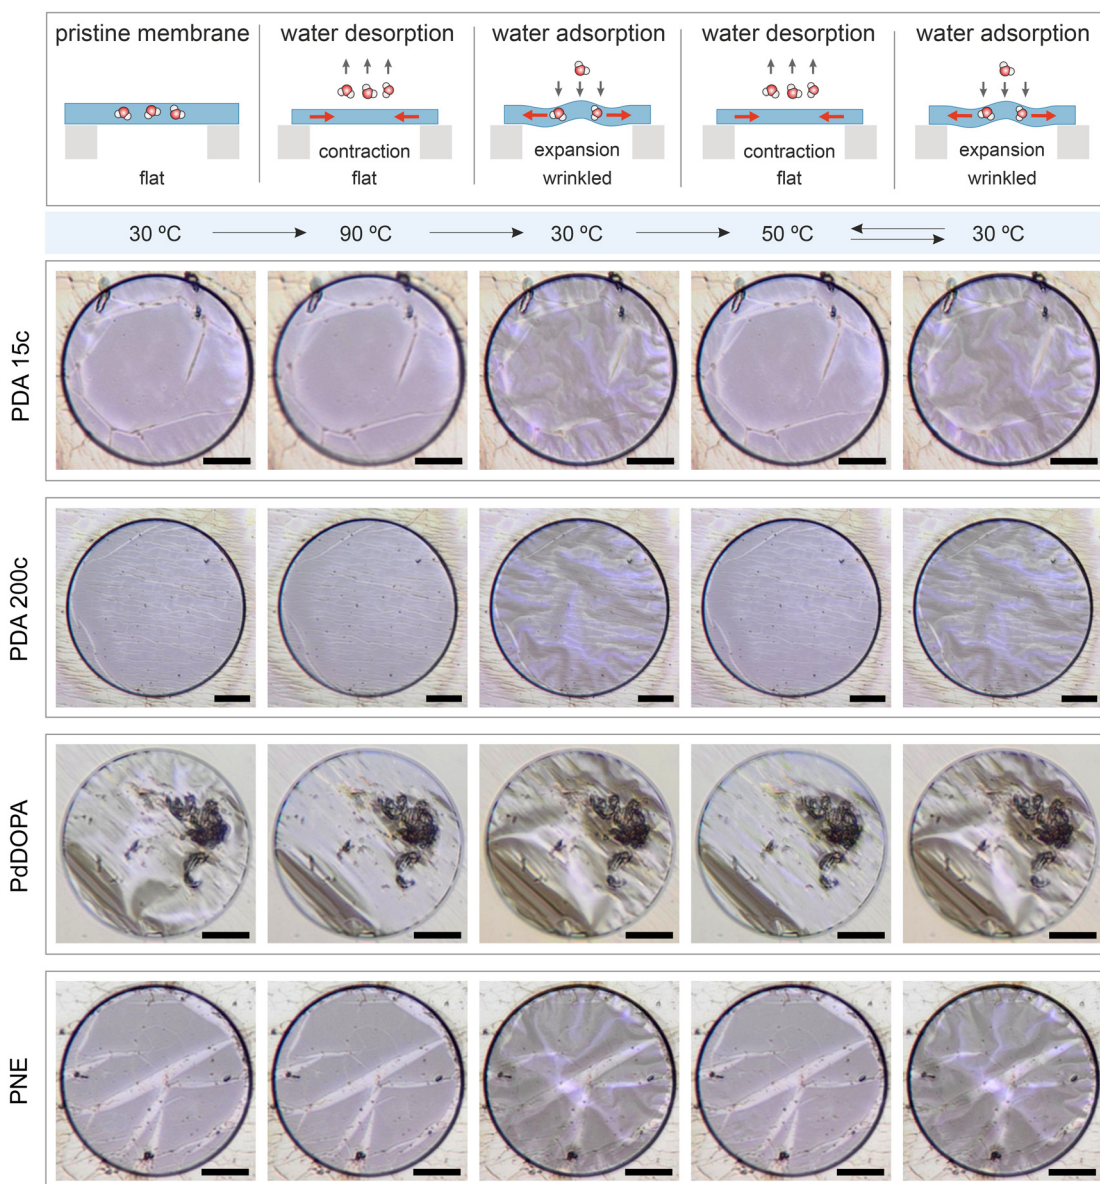 pristine membrane
water desorption
water adsorption
water desorption
water adsorption
contraction
expansion
contraction
expansion
flat
flat
wrinkled
flat
wrinkled
30 ºC
90 ºC
30 ºC
50 ºC
30 ºC
PDA 15c
PDA 200c
PdDOPA
PNE